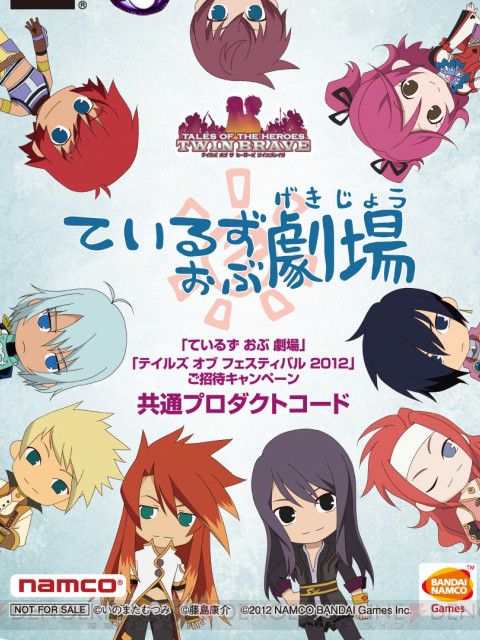 TALES OF THE HEROES
TWIN BRAVE
テイルズ オブ ザ ヒーローズ ツインブレイヴ
げきじょう
ているず
おぶ劇場
「ているず おぶ 劇場」
「テイルズ オブ フェスティバル 2012」
ご招待キャンペーン
共通プロダクトコード
namco®
BANDAI
NAMCO
Games
NOT FOR SALE ©いのまたむつみ ©藤島康介 ©2012 NAMCO BANDAI Games Inc.